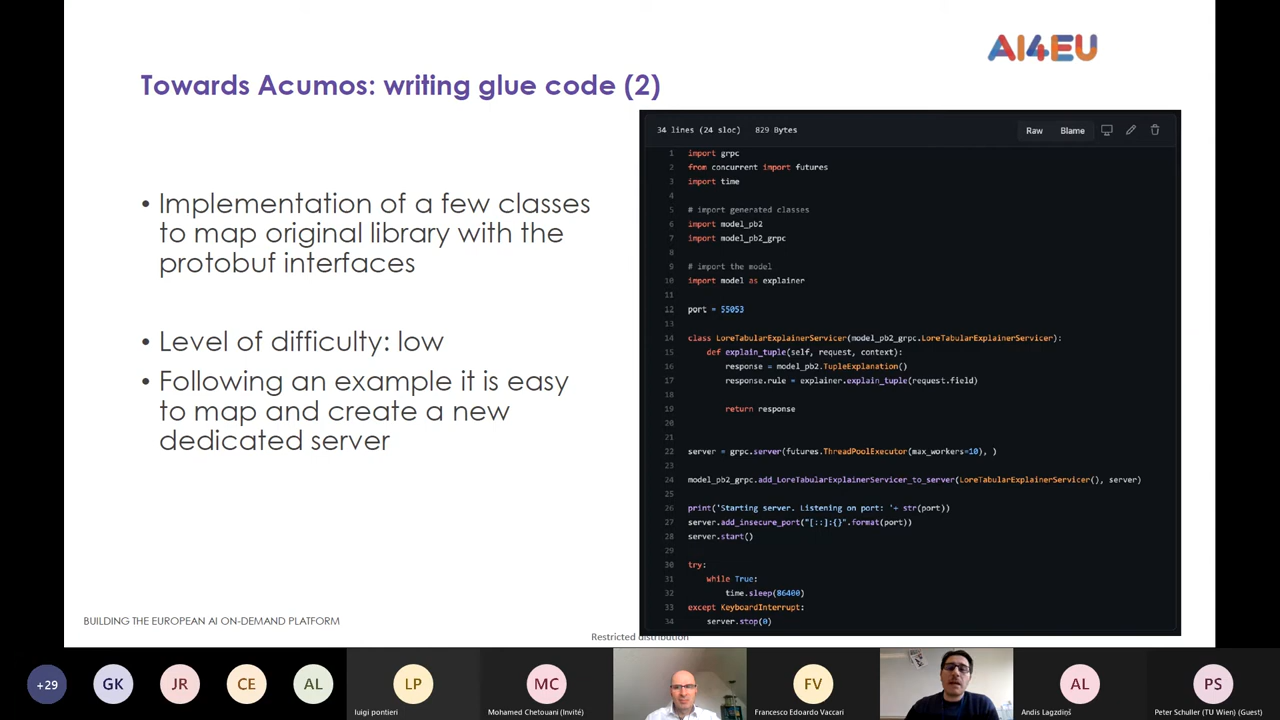 AI4EU
Towards Acumos: writing glue code (2)
• Implementation of a few classes
to map original library with the
protobuf interfaces
• Level of difficulty: low
• Following an example it is easy
to map and create a new
dedicated server
34 lines (24 sloc) 829 Bytes
Raw Blame
1 import grpc
2 from concurrent import futures
3 import time
4
5 # import generated classes
6 import model_pb2
7 import model_pb2_grpc
8
9 # import the model
10 import model as explainer
11
12 port = 55053
13
14 class LoreTabularExplainerServicer(model_pb2_grpc.LoreTabularExplainerServicer):
15 def explain_tuple(self, request, context):
16 response = model_pb2.TupleExplanation()
17 response.rule = explainer.explain_tuple(request.field)
18
19 return response
20
21
22 server = grpc.server(futures.ThreadPoolExecutor(max_workers=10), )
23
24 model_pb2_grpc.add_LoreTabularExplainerServicer_to_server(LoreTabularExplainerServicer(), server)
25
26 print('Starting server. Listening on port: '+ str(port))
27 server.add_insecure_port("[::]:{}".format(port))
28 server.start()
29
30 try:
31 while True:
32 time.sleep(86400)
33 except KeyboardInterrupt:
34 server.stop(0)
BUILDING THE EUROPEAN AI ON-DEMAND PLATFORM
Restricted distribution
+29 GK JR CE AL LP MC FV AL PS
luigi pontieri Mohamed Chetouani (Invité) Francesco Edoardo Vaccari Andis Lagzdiņš Peter Schuller (TU Wien) (Guest)